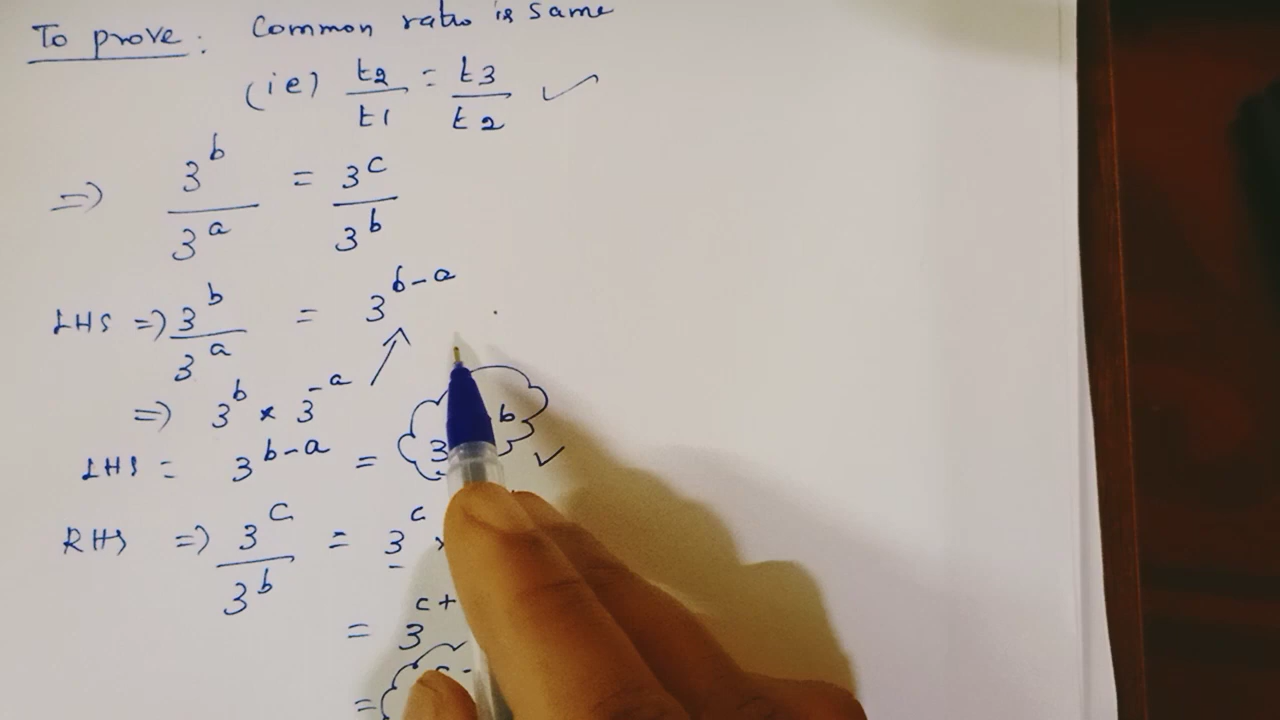 To prove : Common ratio is same
(ie) t2/t1 = t3/t2 ✓
=> 3^b/3^a = 3^c/3^b
LHS => 3^b/3^a = 3^(b-a)
=> 3^b × 3^-a
LHS = 3^(b-a) = 3 b ✓
RHS => 3^c/3^b = 3^c ×
= 3^(c+
= c -